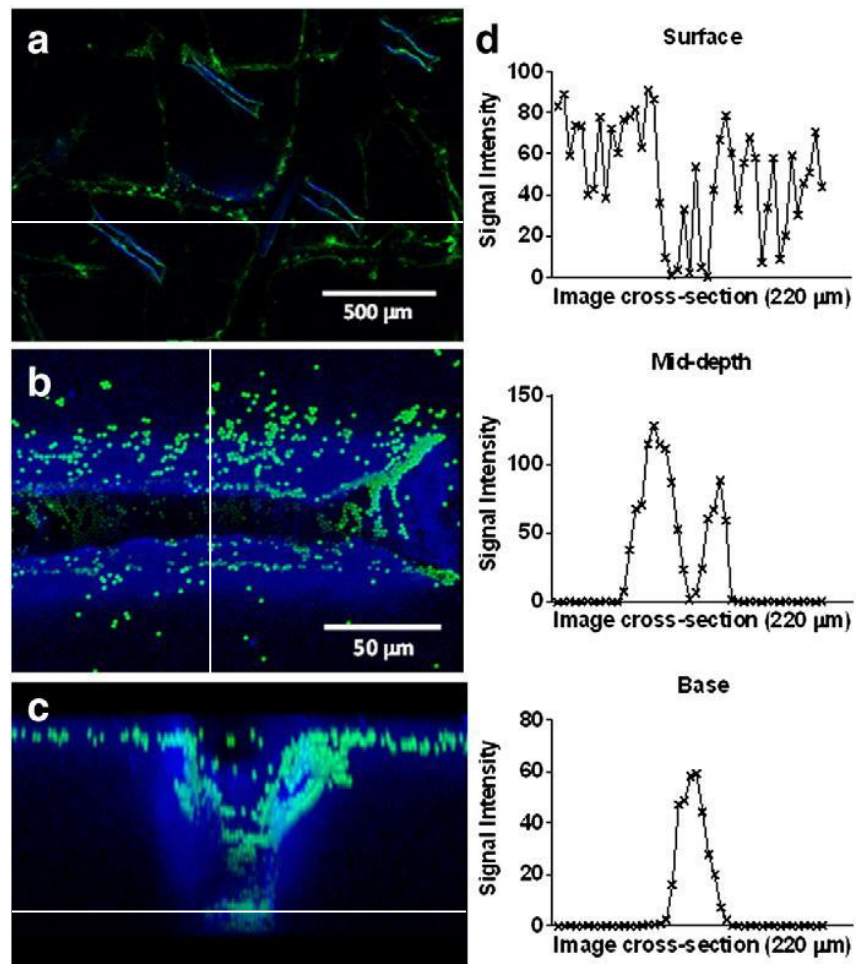 a
500 µm
b
50 µm
c
d
Surface
Signal Intensity
100
80
60
40
20
0
Image cross-section (220 µm)
Mid-depth
Signal Intensity
150
100
50
0
Image cross-section (220 µm)
Base
Signal Intensity
80
60
40
20
0
Image cross-section (220 µm)